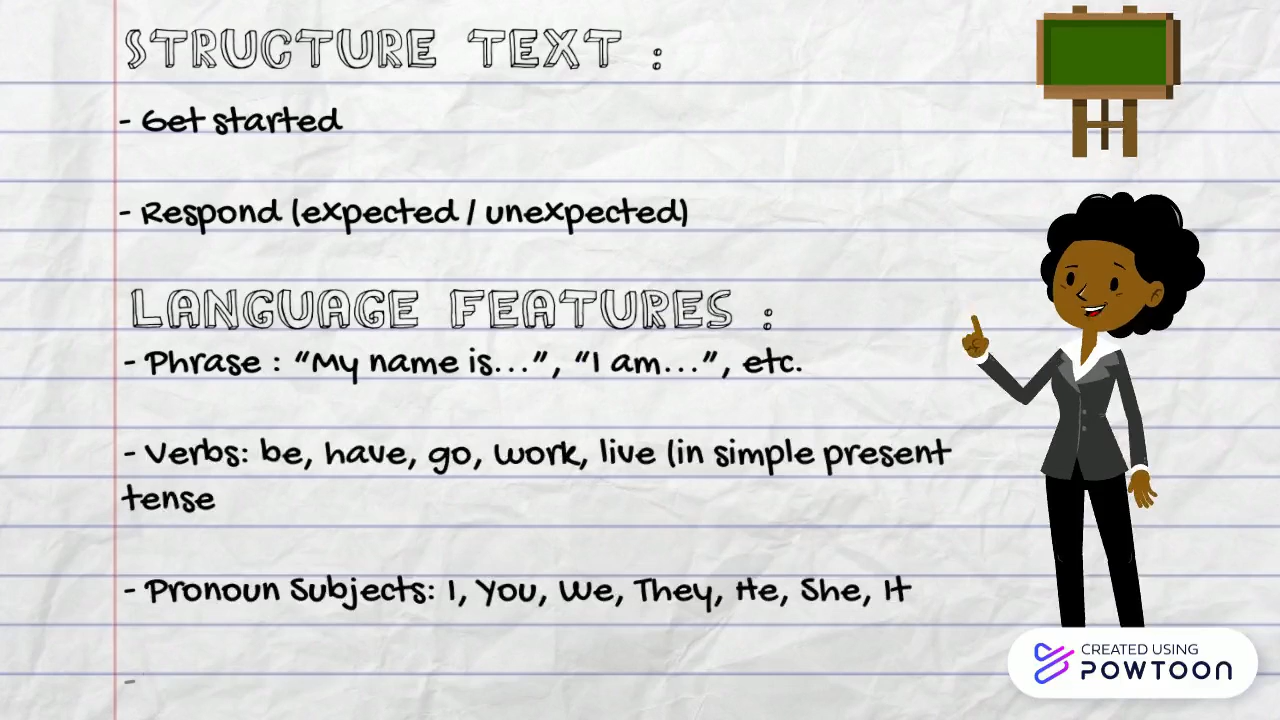 STRUCTURE TEXT :
- Get started
- Respond (expected / unexpected)
LANGUAGE FEATURES :
- Phrase : “My name is...”, “I am...”, etc.
- Verbs: be, have, go, work, live (in simple present
tense
- Pronoun Subjects: I, You, We, They, He, She, It
-
CREATED USING
POWTOON